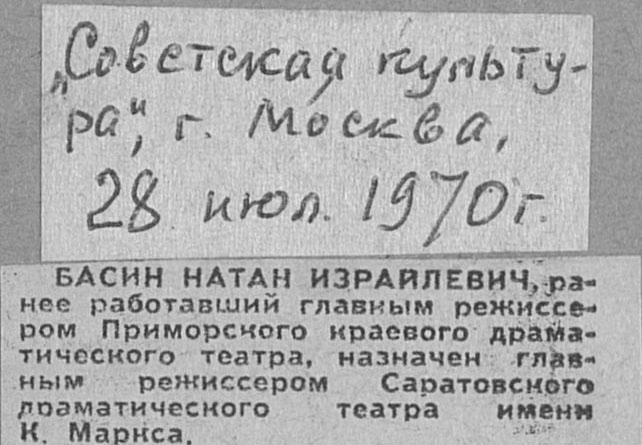 „Советская культу-
ра", г. Москва,
28 июл. 1970 г.
БАСИН НАТАН ИЗРАЙЛЕВИЧ, ра-
нее работавший главным режиссе-
ром Приморского краевого драма-
тического театра, назначен глав-
ным режиссером Саратовского
драматического театра имени
К. Маркса.